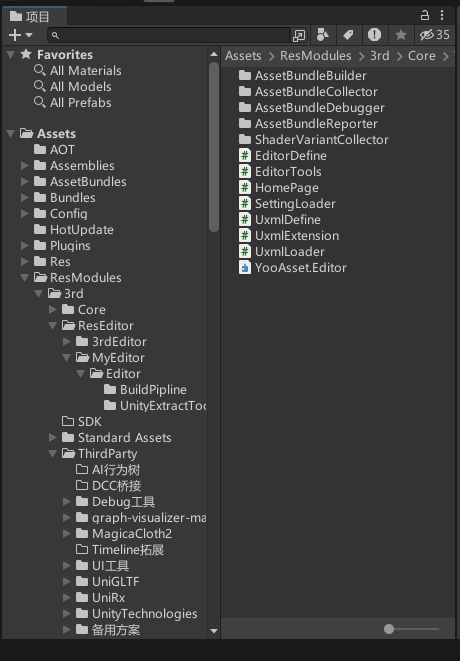 项目
35
Favorites
All Materials
All Models
All Prefabs
Assets
AOT
Assemblies
AssetBundles
Bundles
Config
HotUpdate
Plugins
Res
ResModules
3rd
Core
ResEditor
3rdEditor
MyEditor
Editor
BuildPipline
UnityExtractToo
SDK
Standard Assets
ThirdParty
AI行为树
DCC桥接
Debug工具
graph-visualizer-ma
MagicaCloth2
Timeline拓展
UI工具
UniGLTF
UniRx
UnityTechnologies
备用方案
Assets > ResModules > 3rd > Core >
AssetBundleBuilder
AssetBundleCollector
AssetBundleDebugger
AssetBundleReporter
ShaderVariantCollector
EditorDefine
EditorTools
HomePage
SettingLoader
UxmlDefine
UxmlExtension
UxmlLoader
YooAsset.Editor